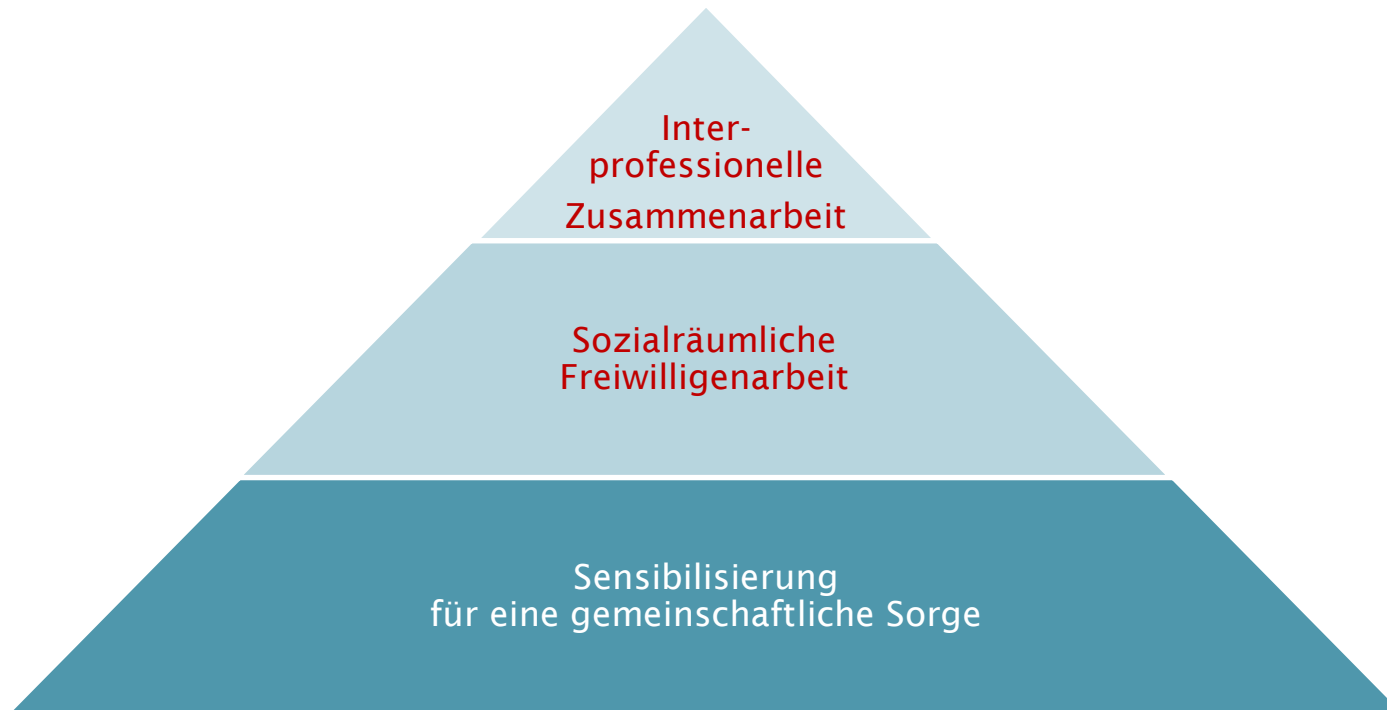 Inter-
professionelle
Zusammenarbeit
Sozialräumliche
Freiwilligenarbeit
Sensibilisierung
für eine gemeinschaftliche Sorge